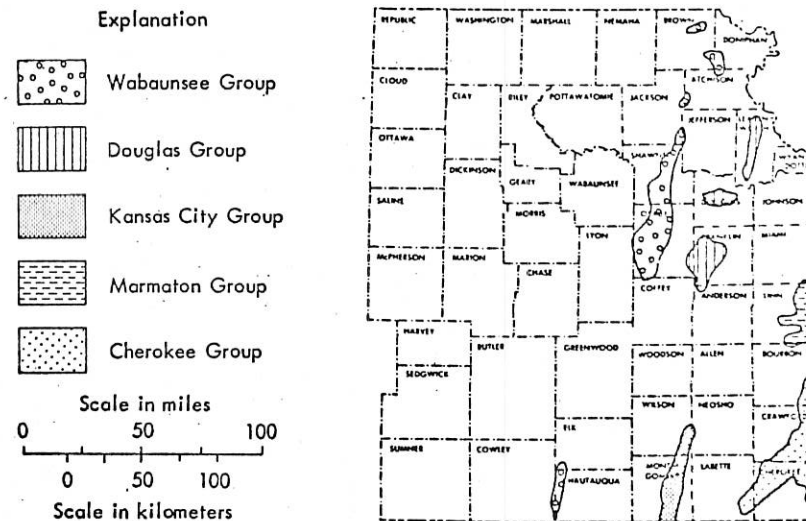 Explanation
Wabaunsee Group
Douglas Group
Kansas City Group
Marmaton Group
Cherokee Group
Scale in miles
0 50 100
0 50 100
Scale in kilometers
REPUBLIC WASHINGTON MARSHALL NEMAHA BROWN
DONIPHAN
CLOUD ATCHISON
CLAY RILEY POTTAWATOMIE JACKSON
JEFFERSON
OTTAWA
DICKINSON
GEARY WABAUNSEE
SALINE JOHNSON
MORRIS
LYON MIAMI
McPHERSON MARION
CHASE
COFFEY
ANDERSON LINN
HARVEY
BUTLER GREENWOOD
WOODSON ALLEN BOURBON
SEDGWICK
WILSON NEOSHO
ELK
SUMNER COWLEY
HAUTAUQUA LABETTE
CHEROKEE